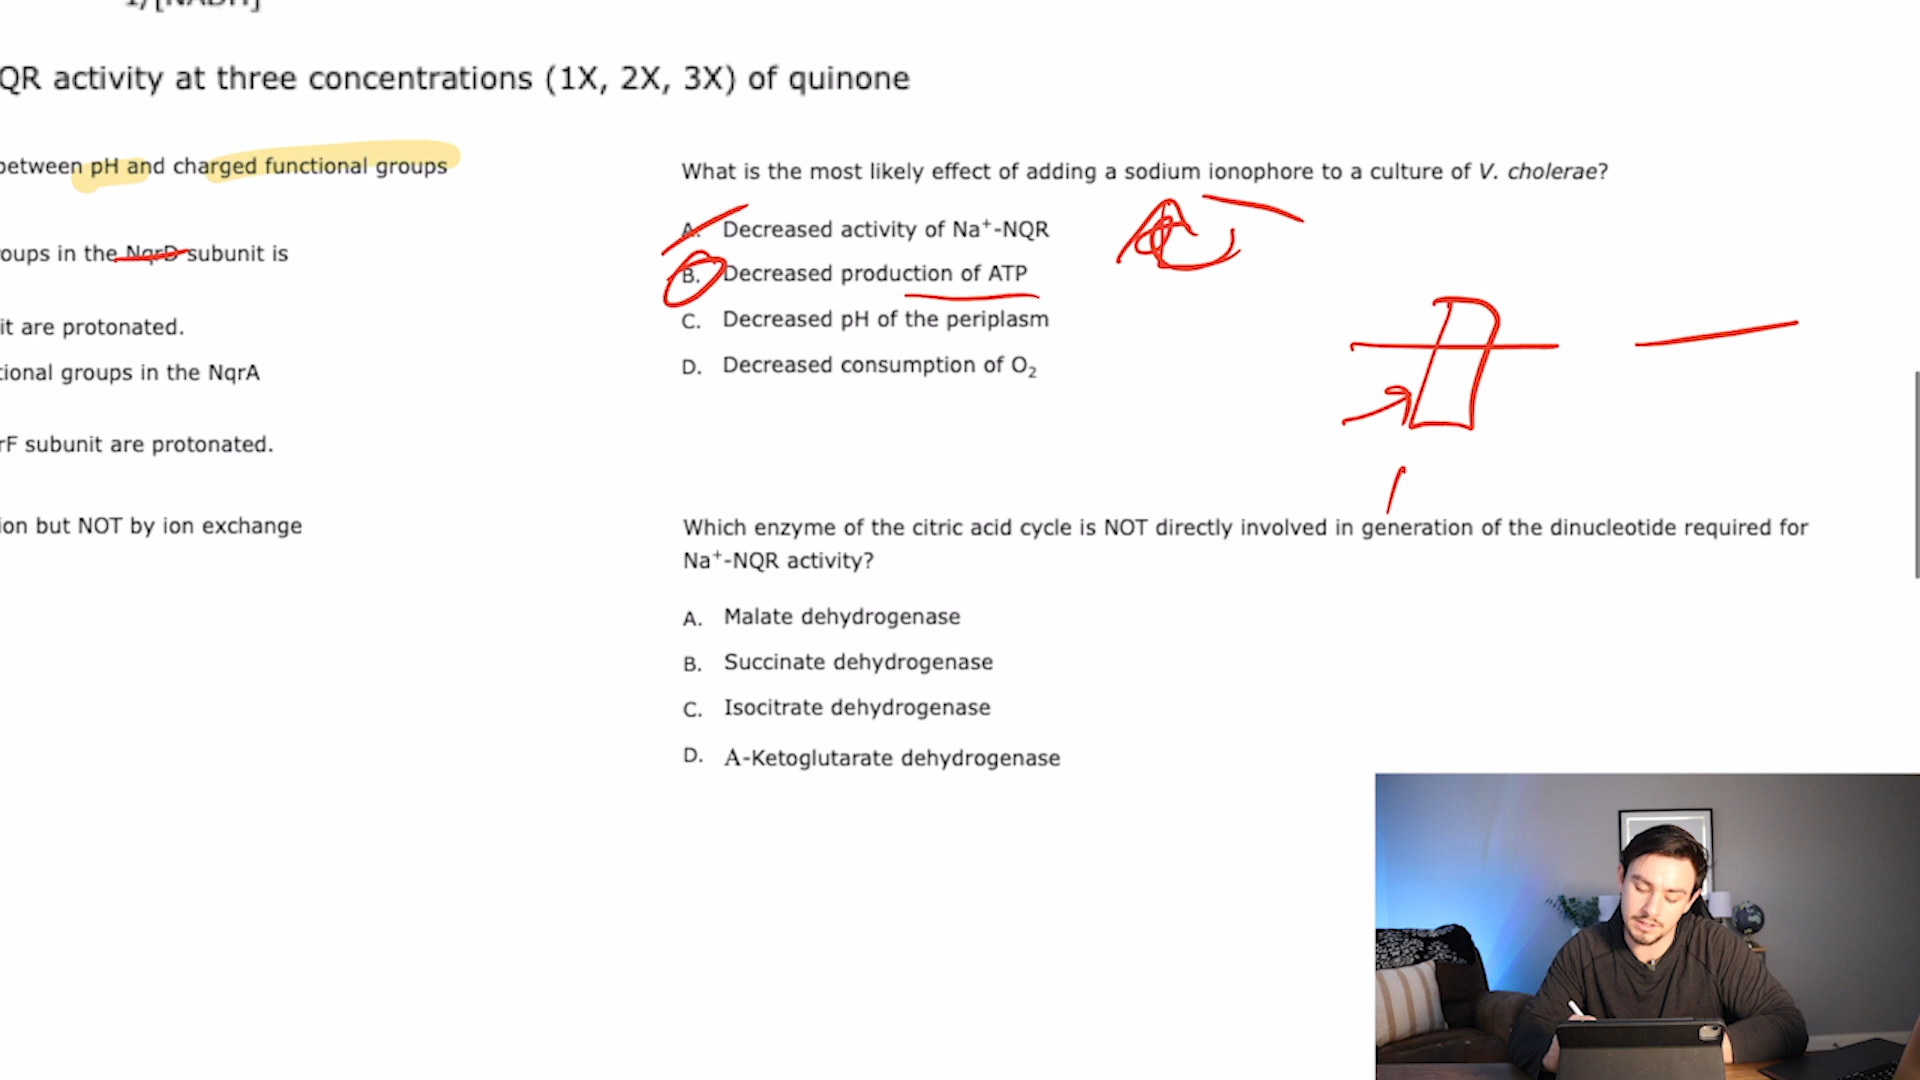 1/[NADH]
QR activity at three concentrations (1X, 2X, 3X) of quinone
between pH and charged functional groups
oups in the NqrD subunit is
it are protonated.
tional groups in the NqrA
rF subunit are protonated.
ion but NOT by ion exchange
What is the most likely effect of adding a sodium ionophore to a culture of V. cholerae?
A. Decreased activity of Na⁺-NQR
B. Decreased production of ATP
C. Decreased pH of the periplasm
D. Decreased consumption of O₂
Which enzyme of the citric acid cycle is NOT directly involved in generation of the dinucleotide required for
Na⁺-NQR activity?
A. Malate dehydrogenase
B. Succinate dehydrogenase
C. Isocitrate dehydrogenase
D. Α-Ketoglutarate dehydrogenase